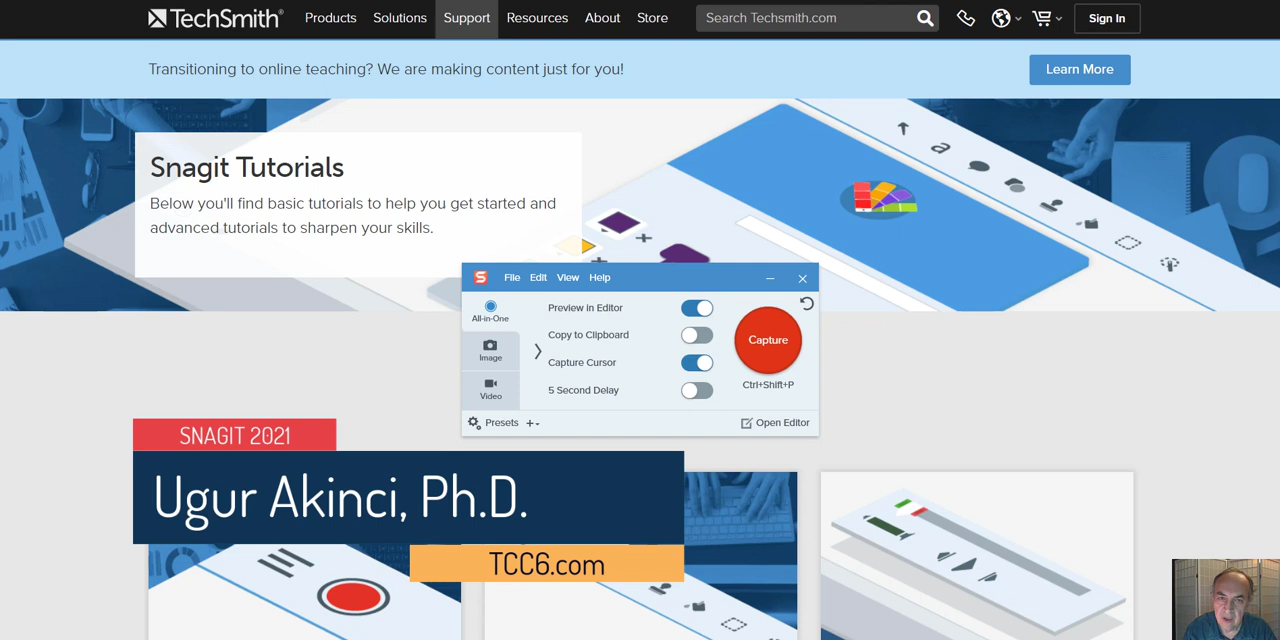 TechSmith®
Products Solutions Support Resources About Store
Search Techsmith.com
Sign In
Transitioning to online teaching? We are making content just for you!
Learn More
Snagit Tutorials
Below you'll find basic tutorials to help you get started and
advanced tutorials to sharpen your skills.
S File Edit View Help
All-in-One
Image
Video
Preview in Editor
Copy to Clipboard
Capture Cursor
5 Second Delay
Capture
Ctrl+Shift+P
Presets
Open Editor
SNAGIT 2021
Ugur Akinci, Ph.D.
TCC6.com